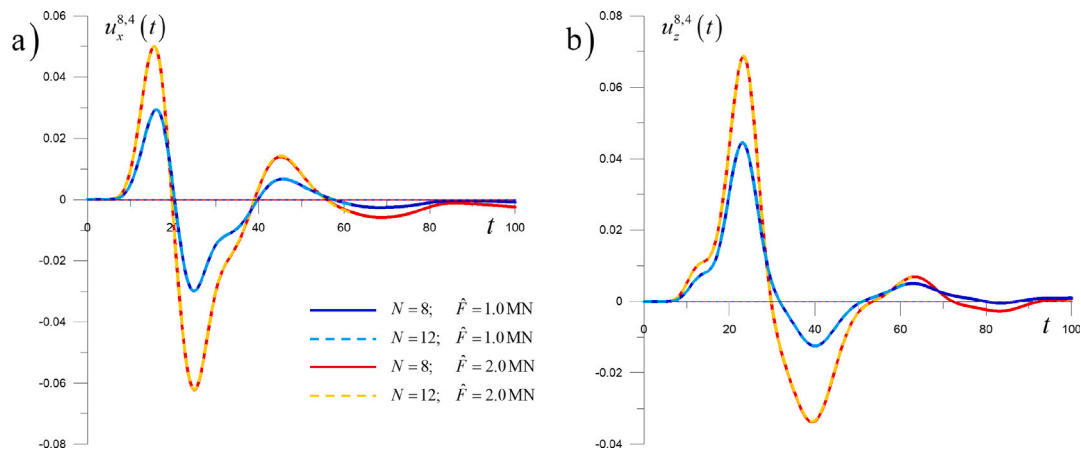 a)
u_x^{8,4}(t)
0.06
0.04
0.02
0
-0.02
-0.04
-0.06
-0.08
0 20 40 60 80 100
t
N = 8; F̂ = 1.0 MN
N = 12; F̂ = 1.0 MN
N = 8; F̂ = 2.0 MN
N = 12; F̂ = 2.0 MN
b)
u_z^{8,4}(t)
0.08
0.06
0.04
0.02
0
-0.02
-0.04
0 20 40 60 80 100
t